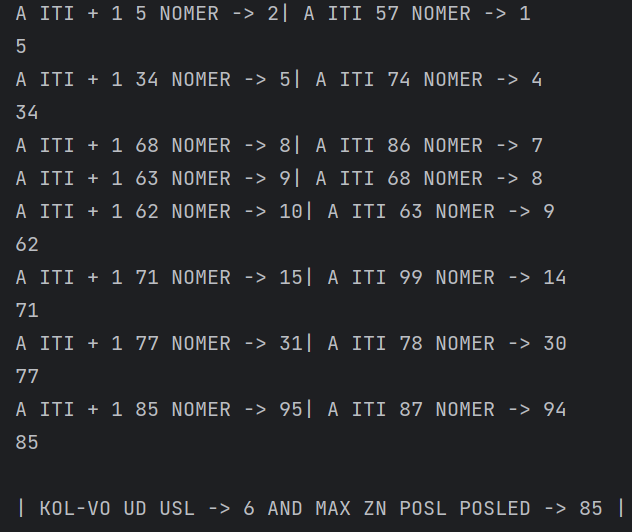 A ITI + 1 5 NOMER -> 2| A ITI 57 NOMER -> 1
5
A ITI + 1 34 NOMER -> 5| A ITI 74 NOMER -> 4
34
A ITI + 1 68 NOMER -> 8| A ITI 86 NOMER -> 7
A ITI + 1 63 NOMER -> 9| A ITI 68 NOMER -> 8
A ITI + 1 62 NOMER -> 10| A ITI 63 NOMER -> 9
62
A ITI + 1 71 NOMER -> 15| A ITI 99 NOMER -> 14
71
A ITI + 1 77 NOMER -> 31| A ITI 78 NOMER -> 30
77
A ITI + 1 85 NOMER -> 95| A ITI 87 NOMER -> 94
85
| KOL-VO UD USL -> 6 AND MAX ZN POSL POSLED -> 85 |